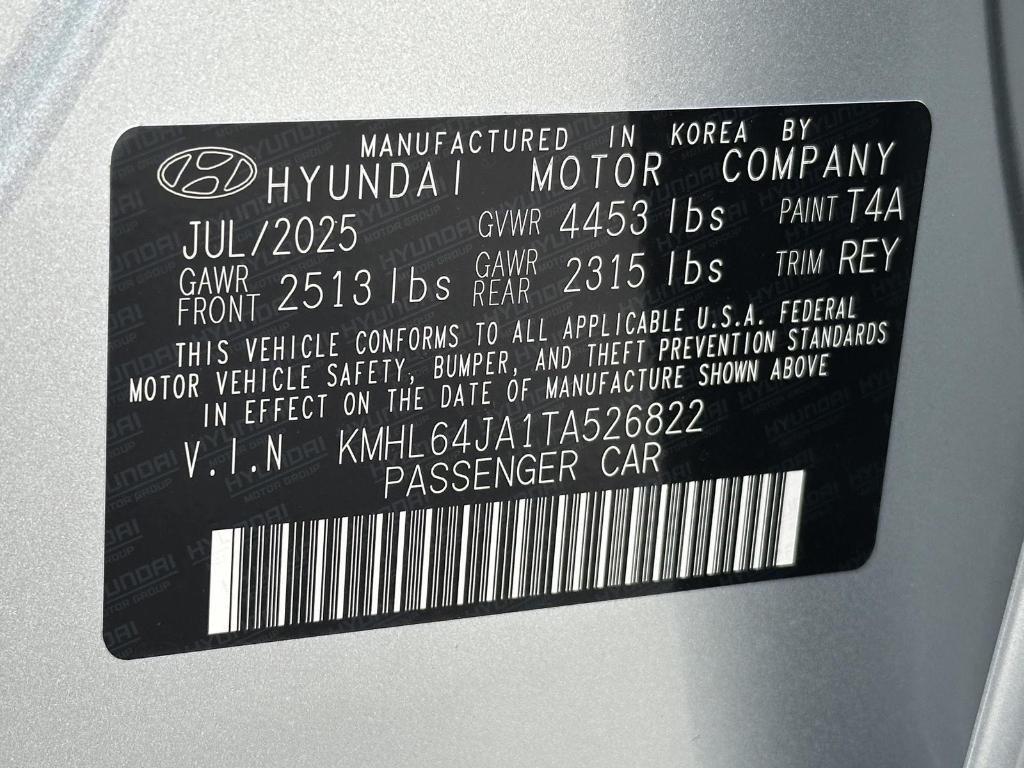 MANUFACTURED IN KOREA BY
HYUNDAI MOTOR COMPANY
JUL/2025 GVWR 4453 lbs PAINT T4A
GAWR FRONT 2513 lbs GAWR REAR 2315 lbs TRIM REY
THIS VEHICLE CONFORMS TO ALL APPLICABLE U.S.A. FEDERAL
MOTOR VEHICLE SAFETY, BUMPER, AND THEFT PREVENTION STANDARDS
IN EFFECT ON THE DATE OF MANUFACTURE SHOWN ABOVE
V.I.N KMHL64JA1TA526822
PASSENGER CAR